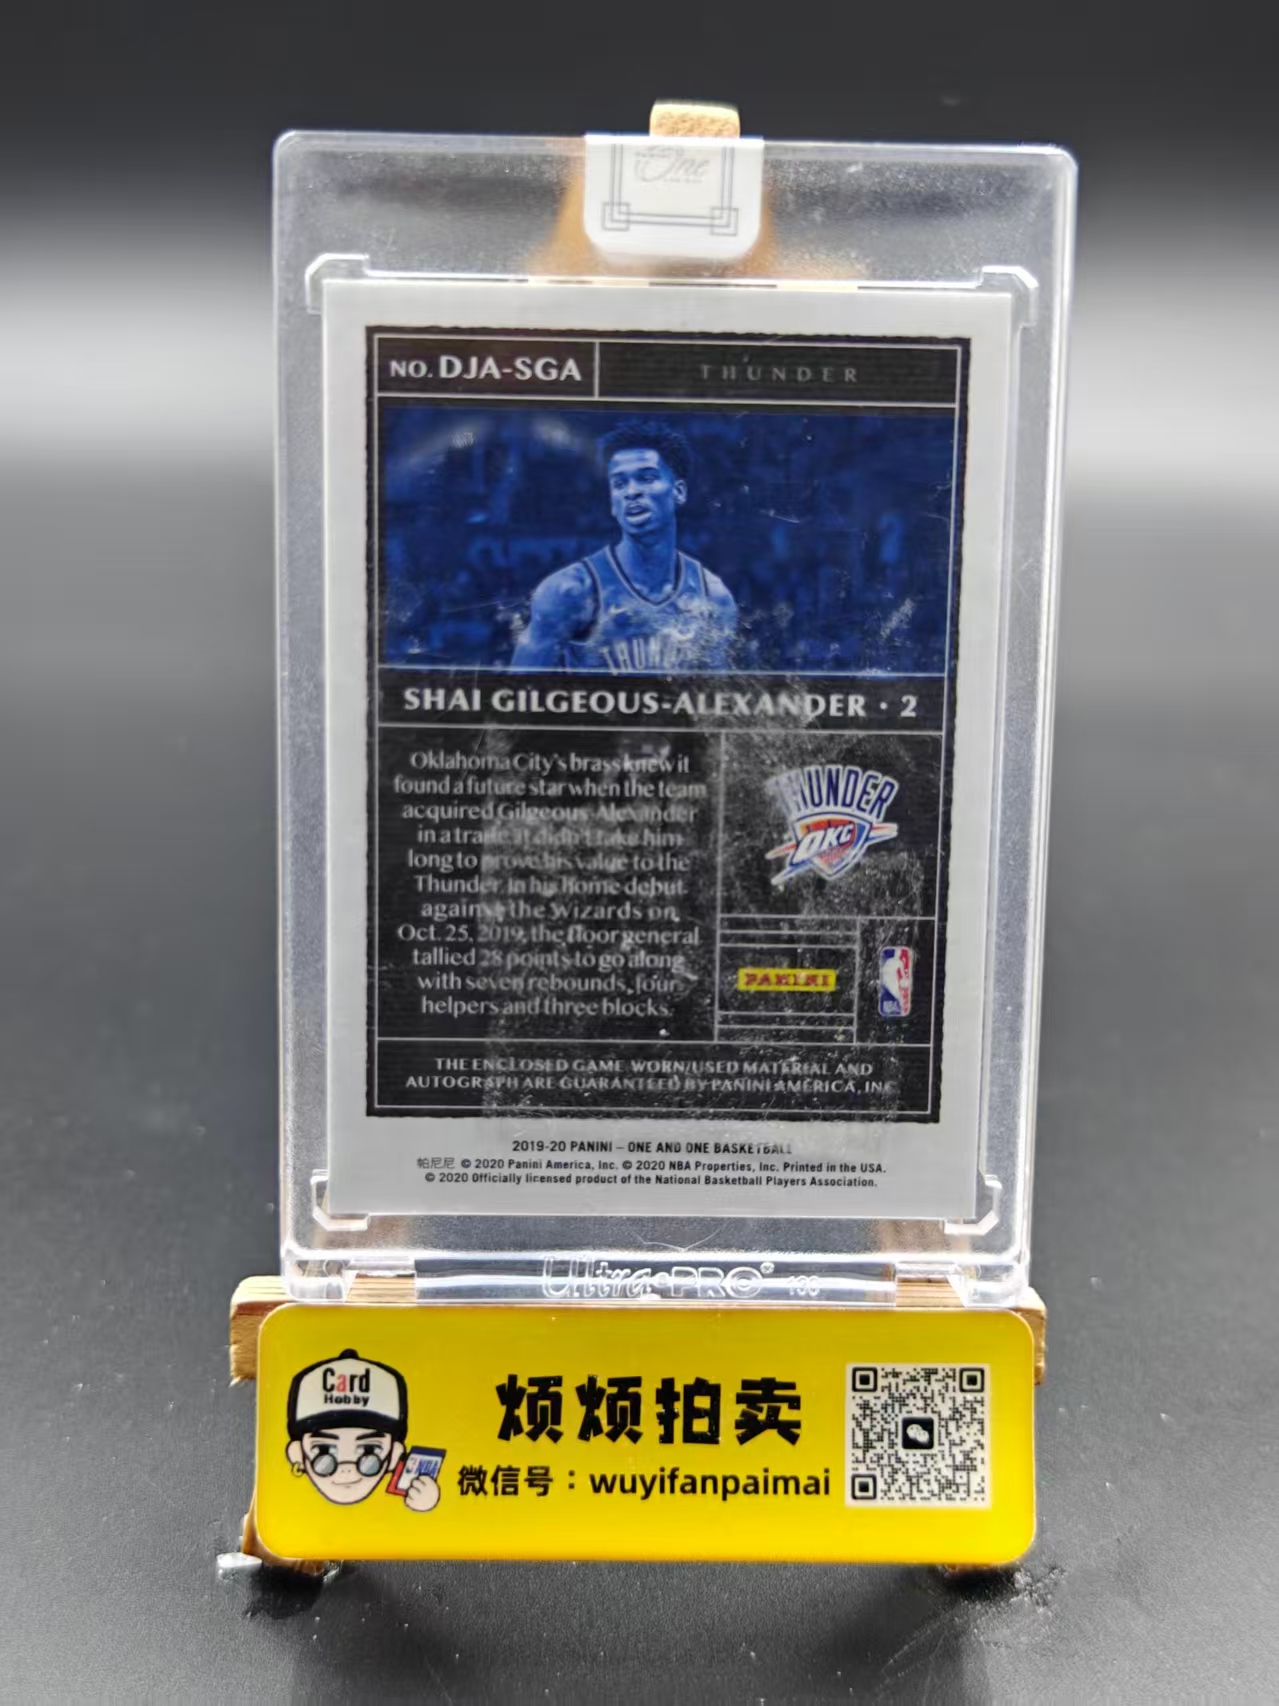 One
NO. DJA-SGA
THUNDER
THUNDER
SHAI GILGEOUS-ALEXANDER · 2
Oklahoma City's brass knew it
found a future star when the team
acquired Gilgeous-Alexander
in a trade. It didn't take him
long to prove his value to the
Thunder. In his home debut
against the Wizards on
Oct. 25, 2019, the floor general
tallied 28 points to go along
with seven rebounds, four
helpers and three blocks.
THUNDER
OKC
PANINI
NBA
THE ENCLOSED GAME WORN/USED MATERIAL AND
AUTOGRAPH ARE GUARANTEED BY PANINI AMERICA, INC.
2019-20 PANINI – ONE AND ONE BASKETBALL
帕尼尼 © 2020 Panini America, Inc. © 2020 NBA Properties, Inc. Printed in the USA.
© 2020 Officially licensed product of the National Basketball Players Association.
Ultra·PRO®
Card
Hobby
NBA
烦烦拍卖
微信号：wuyifanpaimai